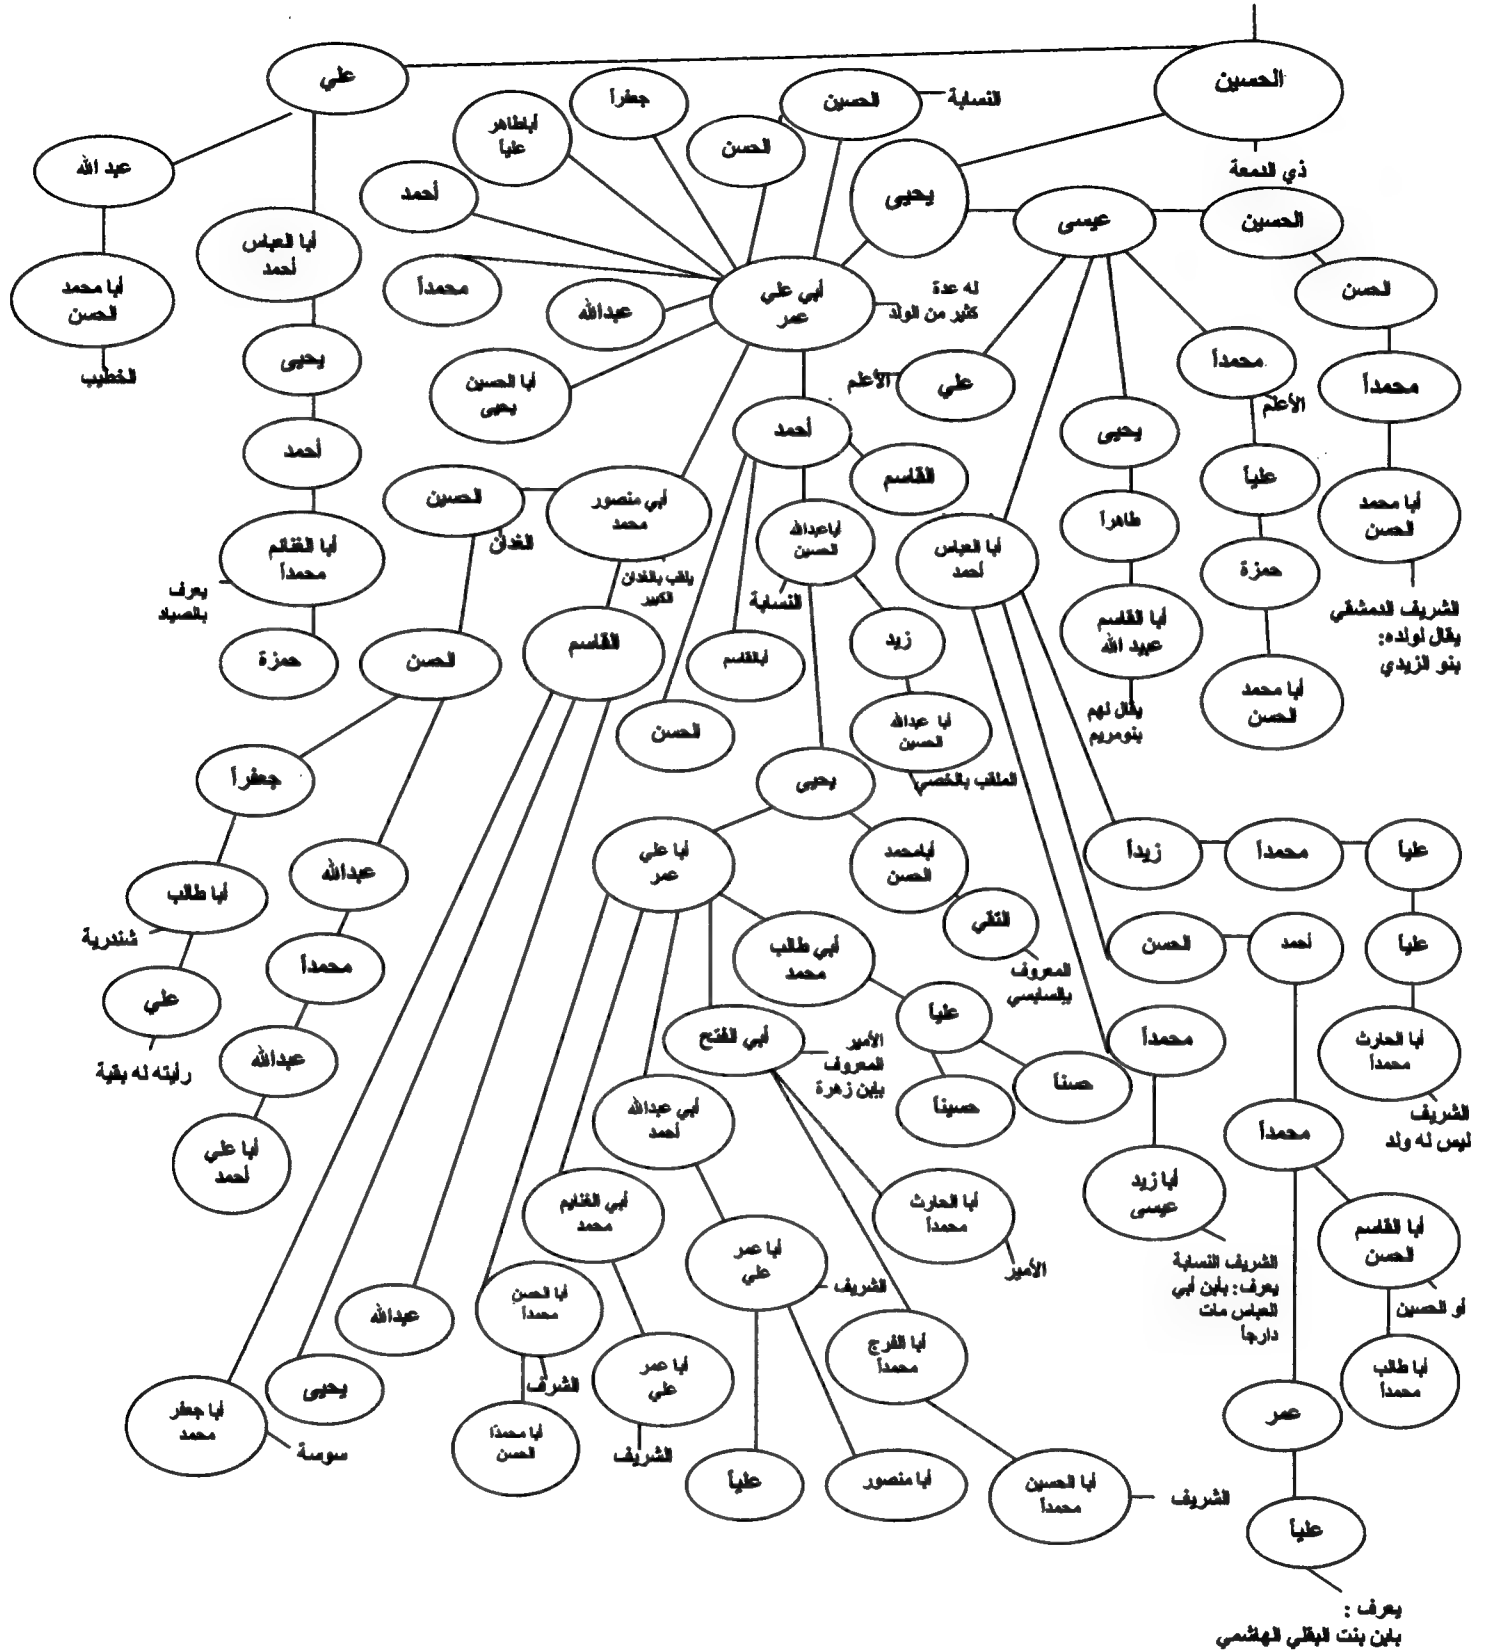 علي
الحسين
ذي الدمعة
جعفراً
الحسين
النسابة
أباطاهر
علياً
الحسن
عبد الله
أحمد
يحيى
عيسى
الحسين
أبا العباس
أحمد
أبا محمد
الحسن
الخطيب
محمداً
عبدالله
أبي علي
عمر
له عدة
كثير من الولد
الحسن
يحيى
أبا الحسين
يحيى
علي
الأعلم
محمداً
الأعلم
محمداً
أحمد
أحمد
القاسم
يحيى
علياً
أبا محمد
الحسن
الشريف الدمشقي
يقال لولده:
بنو الزيدي
الحسين
الغدان
أبي منصور
محمد
يلقب بالغدان
الكبير
أباعبدالله
الحسين
النسابة
أبا العباس
أحمد
طاهراً
حمزة
أبا الغنائم
محمداً
يعرف
بالصياد
حمزة
الحسن
القاسم
أبالقاسم
زيد
أبا القاسم
عبيد الله
يقال لهم
بنومريم
أبا محمد
الحسن
الحسن
أبا عبدالله
الحسين
الملقب بالخصي
جعفراً
يحيى
عبدالله
أبا علي
عمر
أبامحمد
الحسن
زيداً
محمداً
علياً
أبا طالب
شندرية
التقي
المعروف
بالسابسي
الحسن
أحمد
علياً
محمداً
أبي طالب
محمد
علي
رأيته له بقية
علياً
أبي الفتح
الأمير
المعروف
بإبن زهرة
محمداً
أبا الحارث
محمداً
الشريف
ليس له ولد
عبدالله
حسيناً
حسناً
أبي عبدالله
أحمد
محمداً
أبا علي
أحمد
أبي الغنايم
محمد
أبا الحارث
محمداً
الأمير
أبا زيد
عيسى
الشريف النسابة
يعرف: بابن أبي
العباس مات
دارجاً
أبا القاسم
الحسن
أو الحسين
أبا عمر
علي
الشريف
عبدالله
أبا الحسن
محمداً
الشرف
أبا الفرج
محمداً
أبا عمر
علي
الشريف
أبا طالب
محمداً
يحيى
أبا جعفر
محمد
سوسة
عمر
أبا محمدا
الحسن
علياً
أبا منصور
أبا الحسين
محمداً
الشريف
علياً
يعرف :
بابن بنت البقلي الهاشمي